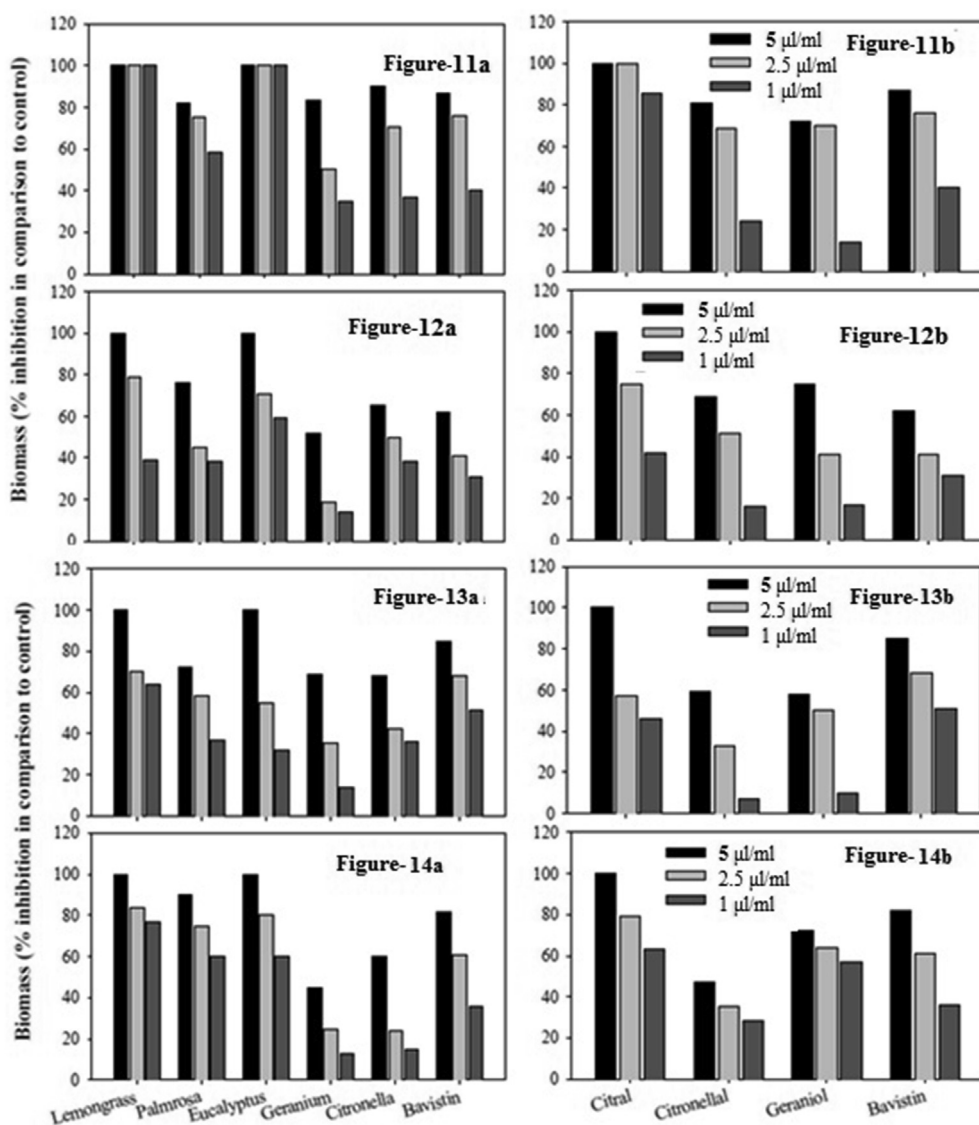 Biomass (% inhibition in comparison to control)
120
100
80
60
40
20
0
Figure-11a
120
100
80
60
40
20
0
5 µl/ml
2.5 µl/ml
1 µl/ml
Figure-11b
120
100
80
60
40
20
0
Figure-12a
120
100
80
60
40
20
0
5 µl/ml
2.5 µl/ml
1 µl/ml
Figure-12b
Biomass (% inhibition in comparison to control)
120
100
80
60
40
20
0
Figure-13a
120
100
80
60
40
20
0
5 µl/ml
2.5 µl/ml
1 µl/ml
Figure-13b
120
100
80
60
40
20
0
Figure-14a
Lemongrass
Palmrosa
Eucalyptus
Geranium
Citronella
Bavistin
120
100
80
60
40
20
0
5 µl/ml
2.5 µl/ml
1 µl/ml
Figure-14b
Citral
Citronellal
Geraniol
Bavistin